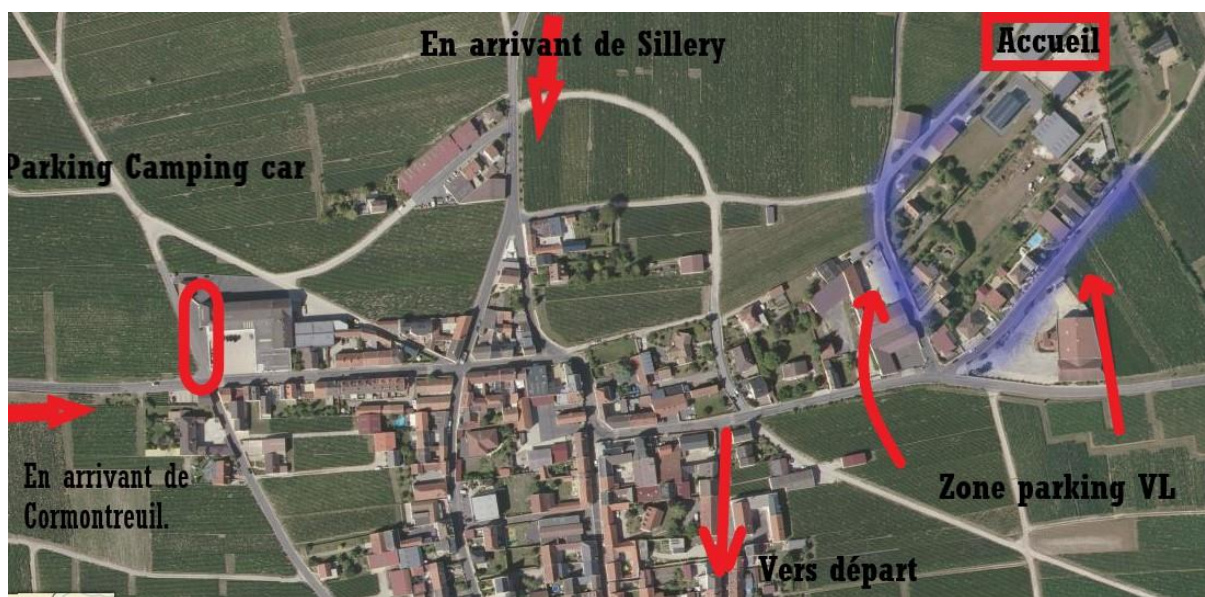 En arrivant de Sillery
Accueil
Parking Camping car
En arrivant de
Cormontreuil.
Zone parking VL
Vers départ